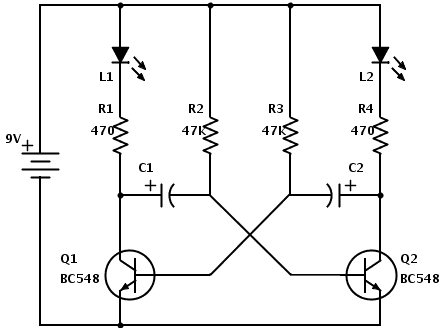 L1
L2
R1
470
R2
47k
R3
47k
R4
470
9V
+
C1
+
C2
+
Q1
BC548
Q2
BC548